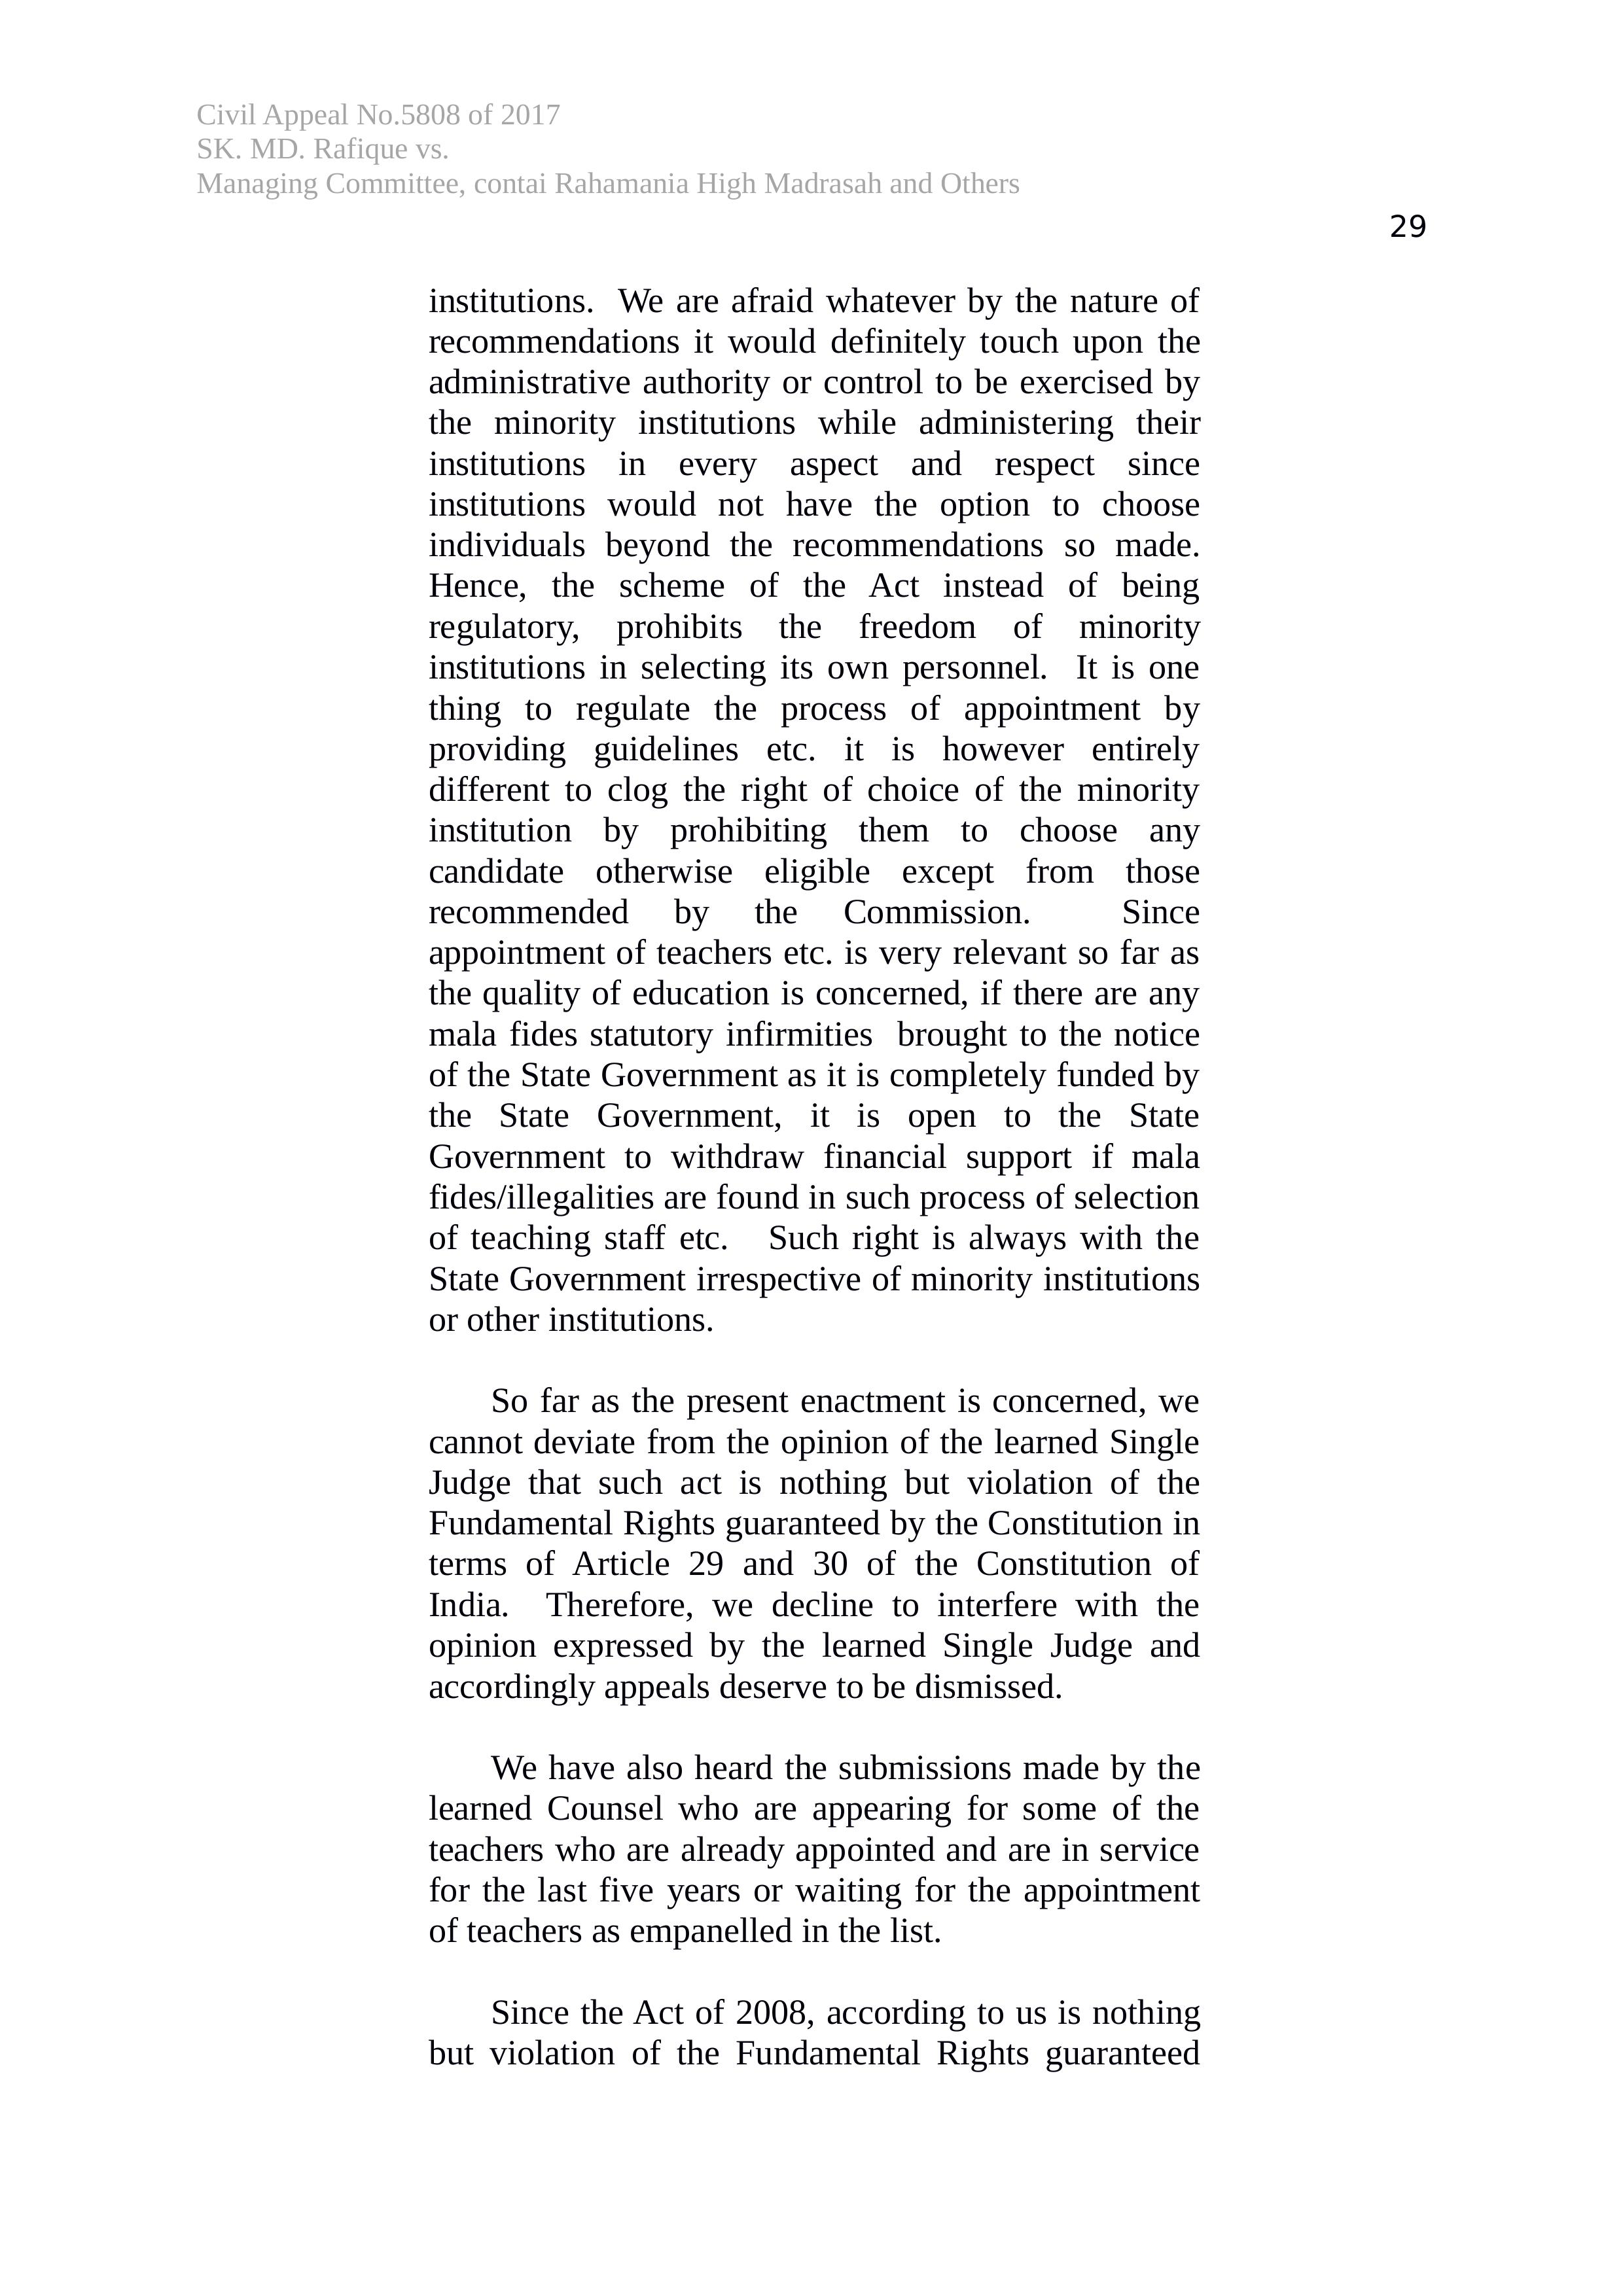 Civil Appeal No.5808 of 2017
SK. MD. Rafique vs.
Managing Committee, contai Rahamania High Madrasah and Others
29
institutions. We are afraid whatever by the nature of
recommendations it would definitely touch upon the
administrative authority or control to be exercised by
the minority institutions while administering their
institutions in every aspect and respect since
institutions would not have the option to choose
individuals beyond the recommendations so made.
Hence, the scheme of the Act instead of being
regulatory, prohibits the freedom of minority
institutions in selecting its own personnel. It is one
thing to regulate the process of appointment by
providing guidelines etc. it is however entirely
different to clog the right of choice of the minority
institution by prohibiting them to choose any
candidate otherwise eligible except from those
recommended by the Commission. Since
appointment of teachers etc. is very relevant so far as
the quality of education is concerned, if there are any
mala fides statutory infirmities brought to the notice
of the State Government as it is completely funded by
the State Government, it is open to the State
Government to withdraw financial support if mala
fides/illegalities are found in such process of selection
of teaching staff etc. Such right is always with the
State Government irrespective of minority institutions
or other institutions.
So far as the present enactment is concerned, we
cannot deviate from the opinion of the learned Single
Judge that such act is nothing but violation of the
Fundamental Rights guaranteed by the Constitution in
terms of Article 29 and 30 of the Constitution of
India. Therefore, we decline to interfere with the
opinion expressed by the learned Single Judge and
accordingly appeals deserve to be dismissed.
We have also heard the submissions made by the
learned Counsel who are appearing for some of the
teachers who are already appointed and are in service
for the last five years or waiting for the appointment
of teachers as empanelled in the list.
Since the Act of 2008, according to us is nothing
but violation of the Fundamental Rights guaranteed